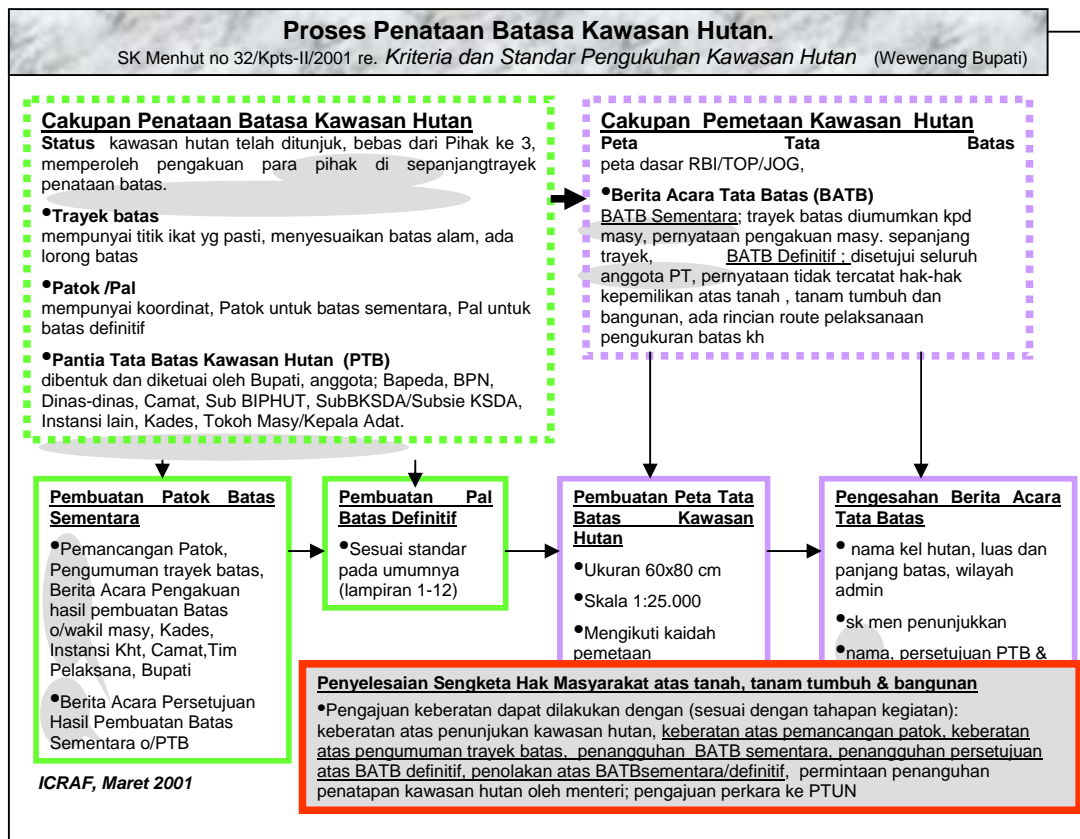 Proses Penataan Batasa Kawasan Hutan.
SK Menhut no 32/Kpts-II/2001 re. Kriteria dan Standar Pengukuhan Kawasan Hutan (Wewenang Bupati)
Cakupan Penataan Batasa Kawasan Hutan
Status kawasan hutan telah ditunjuk, bebas dari Pihak ke 3,
memperoleh pengakuan para pihak di sepanjangtrayek
penataan batas.
•Trayek batas
mempunyai titik ikat yg pasti, menyesuaikan batas alam, ada
lorong batas
•Patok /Pal
mempunyai koordinat, Patok untuk batas sementara, Pal untuk
batas definitif
•Pantia Tata Batas Kawasan Hutan (PTB)
dibentuk dan diketuai oleh Bupati, anggota; Bapeda, BPN,
Dinas-dinas, Camat, Sub BIPHUT, SubBKSDA/Subsie KSDA,
Instansi lain, Kades, Tokoh Masy/Kepala Adat.
Cakupan Pemetaan Kawasan Hutan
Peta Tata Batas
peta dasar RBI/TOP/JOG,
•Berita Acara Tata Batas (BATB)
BATB Sementara; trayek batas diumumkan kpd
masy, pernyataan pengakuan masy. sepanjang
trayek, BATB Definitif ; disetujui seluruh
anggota PT, pernyataan tidak tercatat hak-hak
kepemilikan atas tanah , tanam tumbuh dan
bangunan, ada rincian route pelaksanaan
pengukuran batas kh
Pembuatan Patok Batas
Sementara
•Pemancangan Patok,
Pengumuman trayek batas,
Berita Acara Pengakuan
hasil pembuatan Batas
o/wakil masy, Kades,
Instansi Kht, Camat,Tim
Pelaksana, Bupati
•Berita Acara Persetujuan
Hasil Pembuatan Batas
Sementara o/PTB
Pembuatan Pal
Batas Definitif
•Sesuai standar
pada umumnya
(lampiran 1-12)
Pembuatan Peta Tata
Batas Kawasan
Hutan
•Ukuran 60x80 cm
•Skala 1:25.000
•Mengikuti kaidah
pemetaan
Pengesahan Berita Acara
Tata Batas
• nama kel hutan, luas dan
panjang batas, wilayah
admin
•sk men penunjukkan
•nama, persetujuan PTB &
Penyelesaian Sengketa Hak Masyarakat atas tanah, tanam tumbuh & bangunan
•Pengajuan keberatan dapat dilakukan dengan (sesuai dengan tahapan kegiatan):
keberatan atas penunjukan kawasan hutan, keberatan atas pemancangan patok, keberatan
atas pengumuman trayek batas, penangguhan BATB sementara, penangguhan persetujuan
atas BATB definitif, penolakan atas BATBsementara/definitif, permintaan penanguhan
penatapan kawasan hutan oleh menteri; pengajuan perkara ke PTUN
ICRAF, Maret 2001